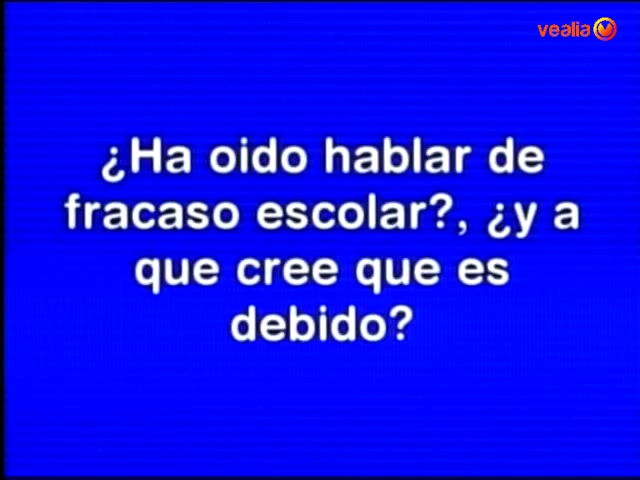 vealia
¿Ha oido hablar de
fracaso escolar?, ¿y a
que cree que es
debido?